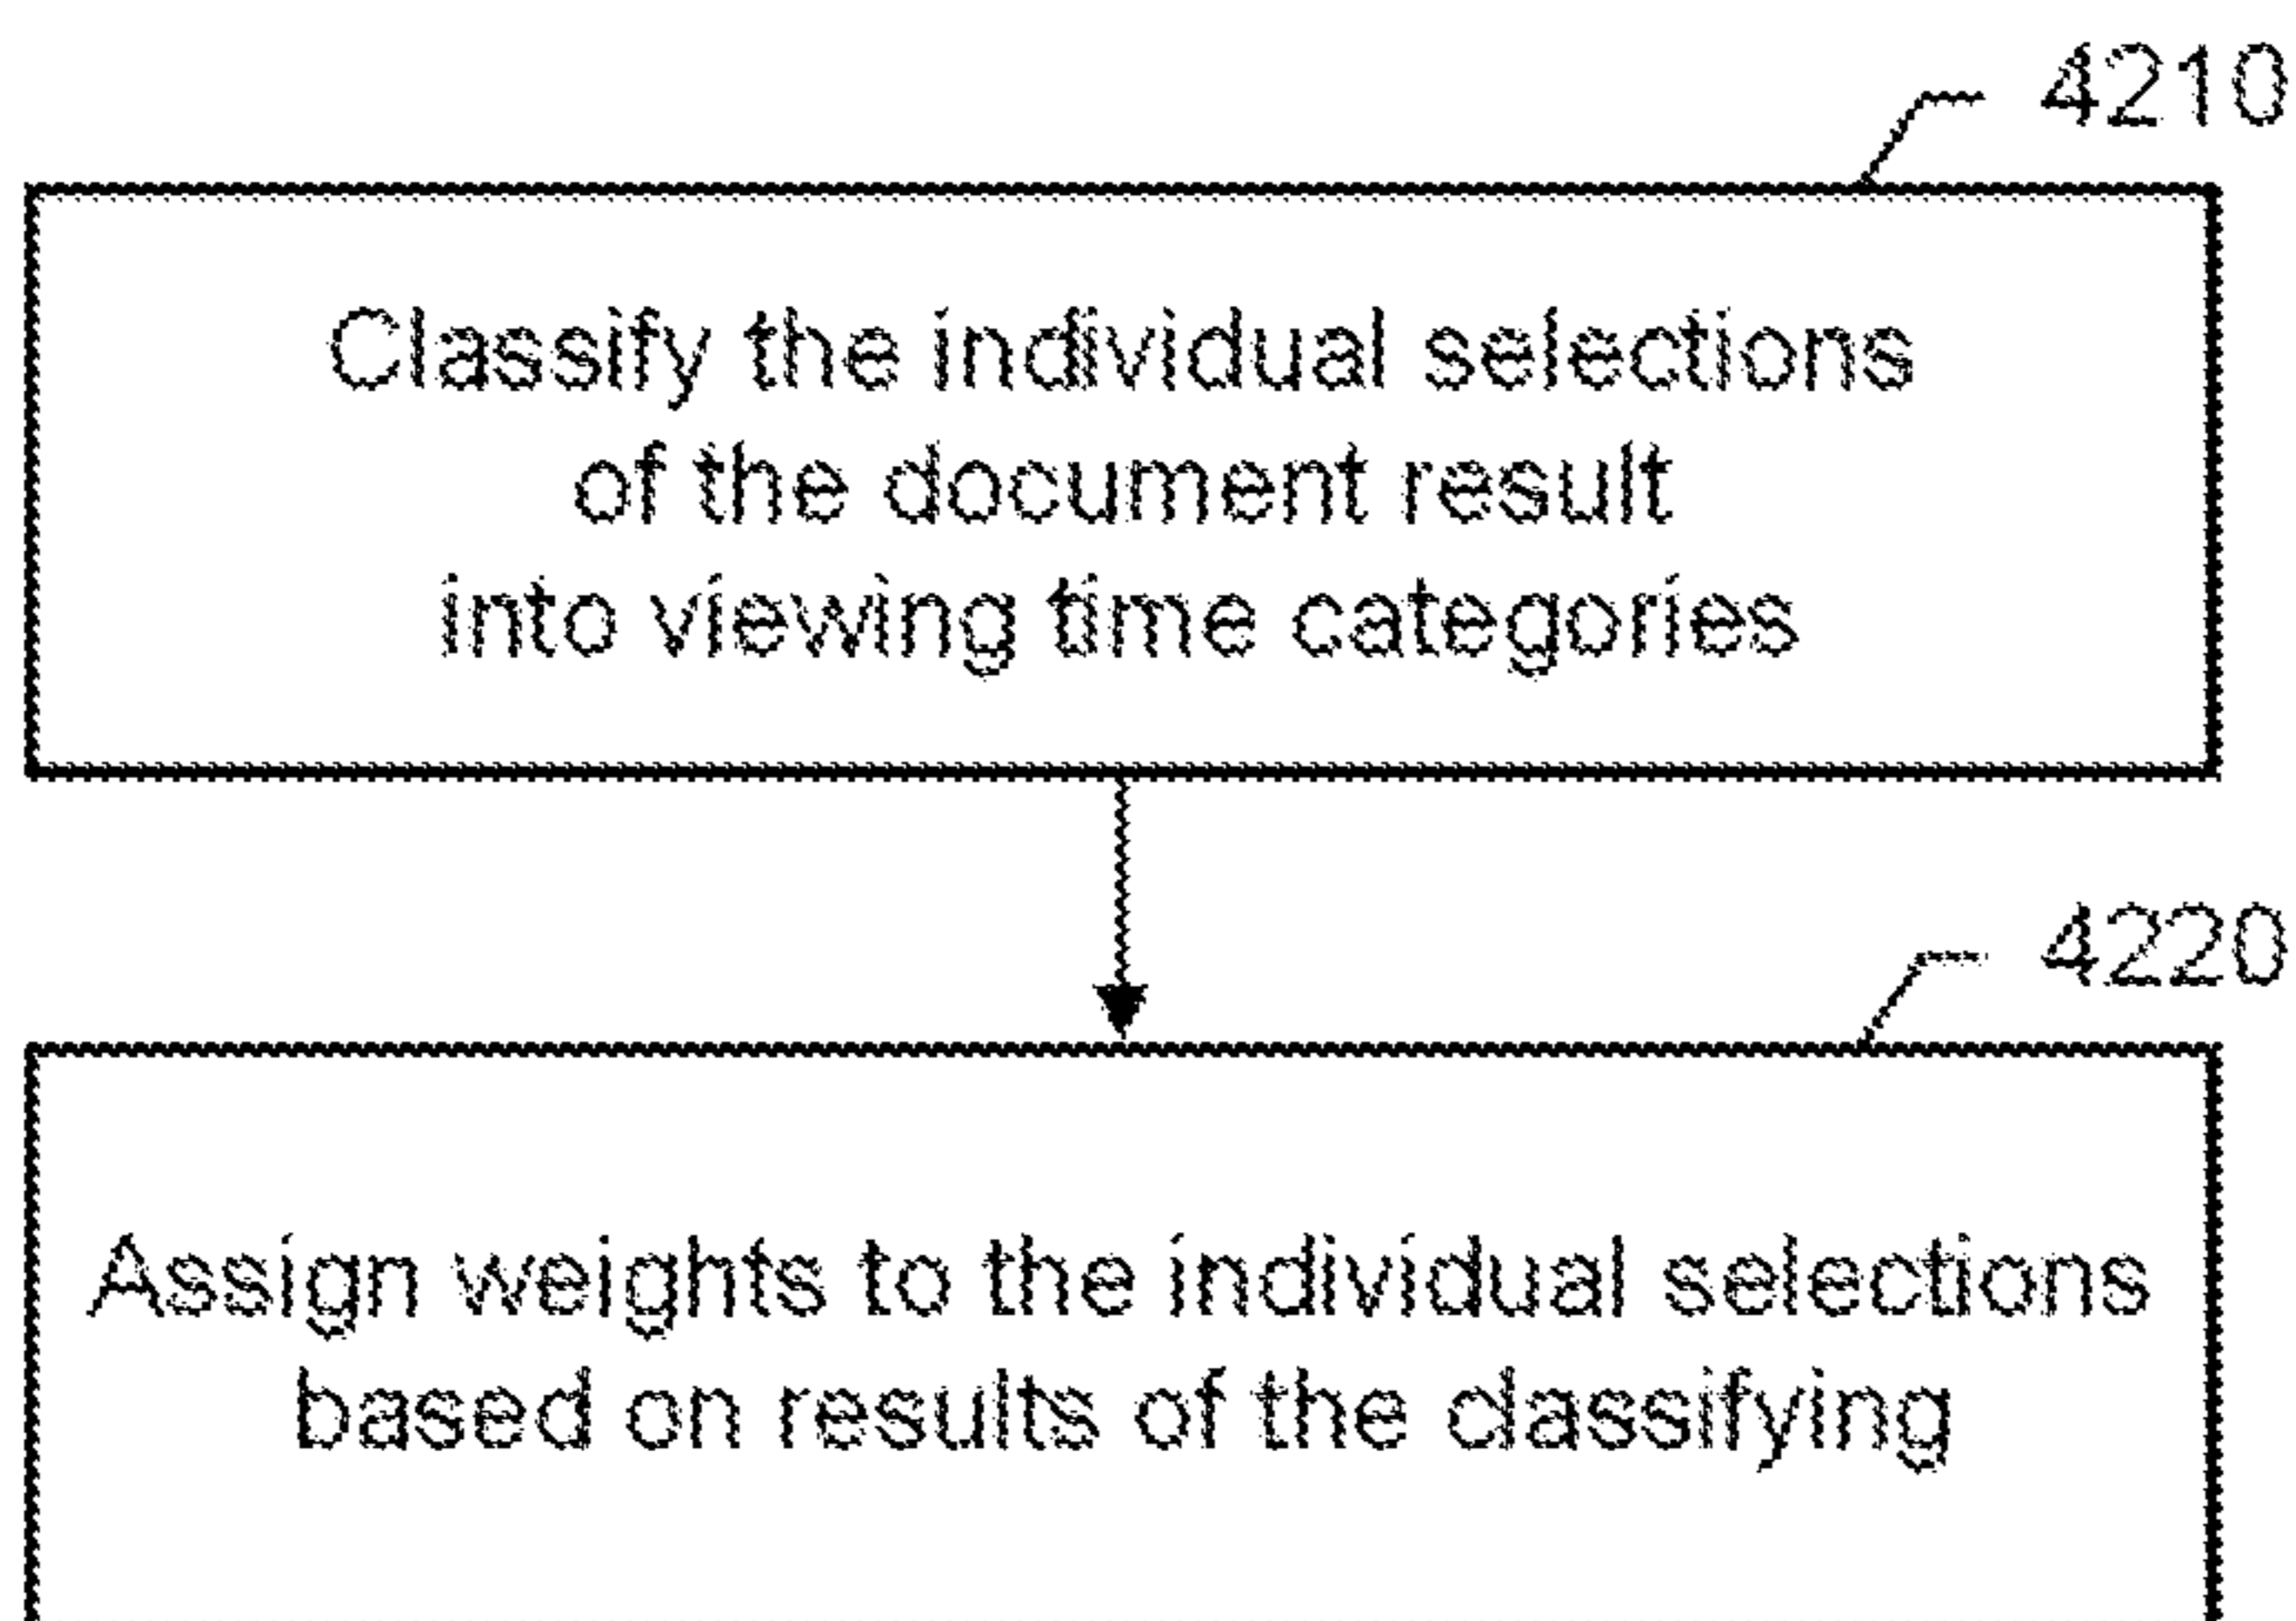 4210
Classify the individual selections
of the document result
into viewing time categories
4220
Assign weights to the individual selections
based on results of the classifying